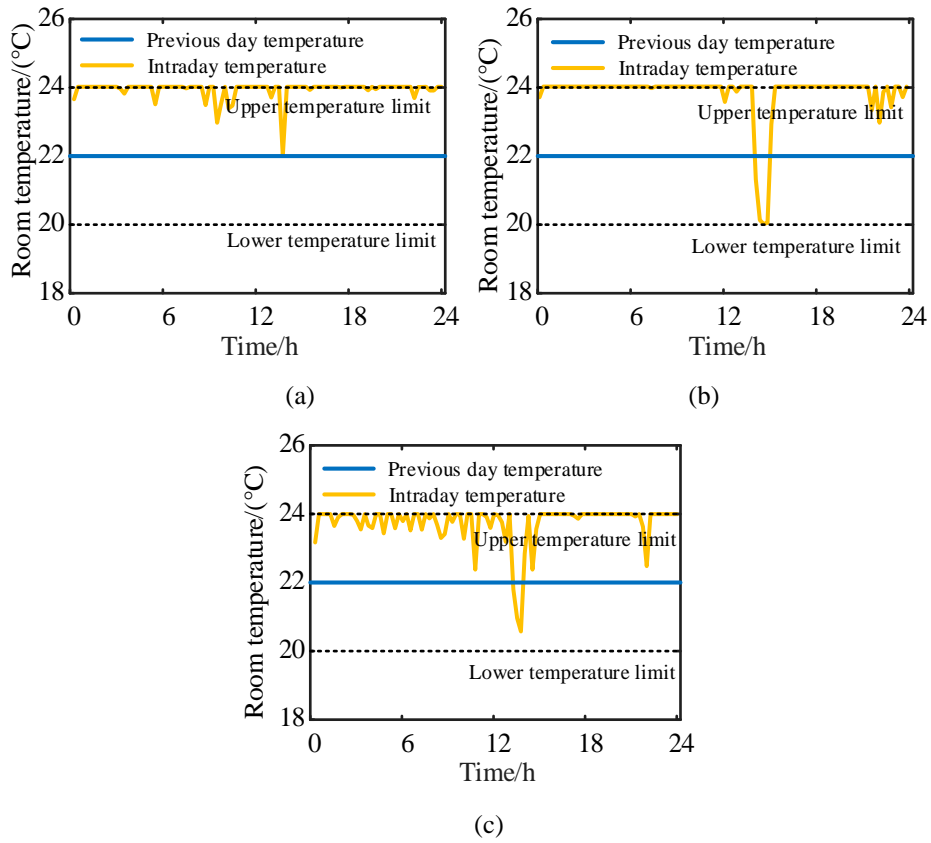 26
24
22
20
18
Room temperature/(°C)
Previous day temperature
Intraday temperature
Upper temperature limit
Lower temperature limit
0
6
12
18
24
Time/h
(a)
26
24
22
20
18
Room temperature/(°C)
Previous day temperature
Intraday temperature
Upper temperature limit
Lower temperature limit
0
6
12
18
24
Time/h
(b)
26
24
22
20
18
Room temperature/(°C)
Previous day temperature
Intraday temperature
Upper temperature limit
Lower temperature limit
0
6
12
18
24
Time/h
(c)